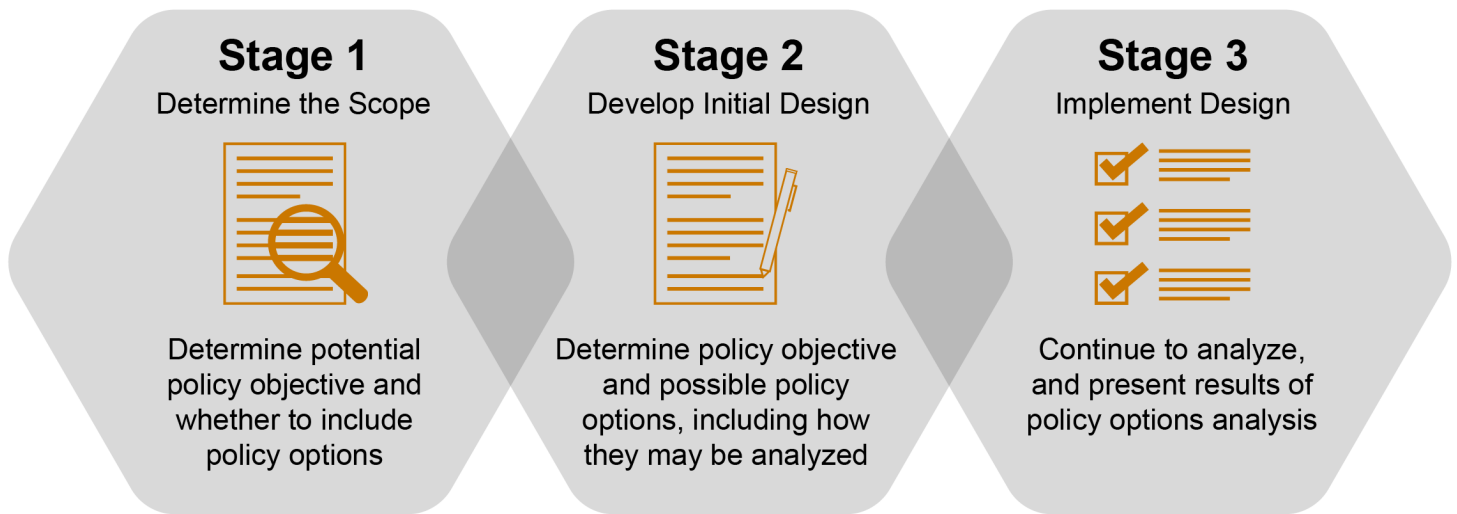 Stage 1
Determine the Scope
Determine potential
policy objective and
whether to include
policy options
Stage 2
Develop Initial Design
Determine policy objective
and possible policy
options, including how
they may be analyzed
Stage 3
Implement Design
Continue to analyze,
and present results of
policy options analysis